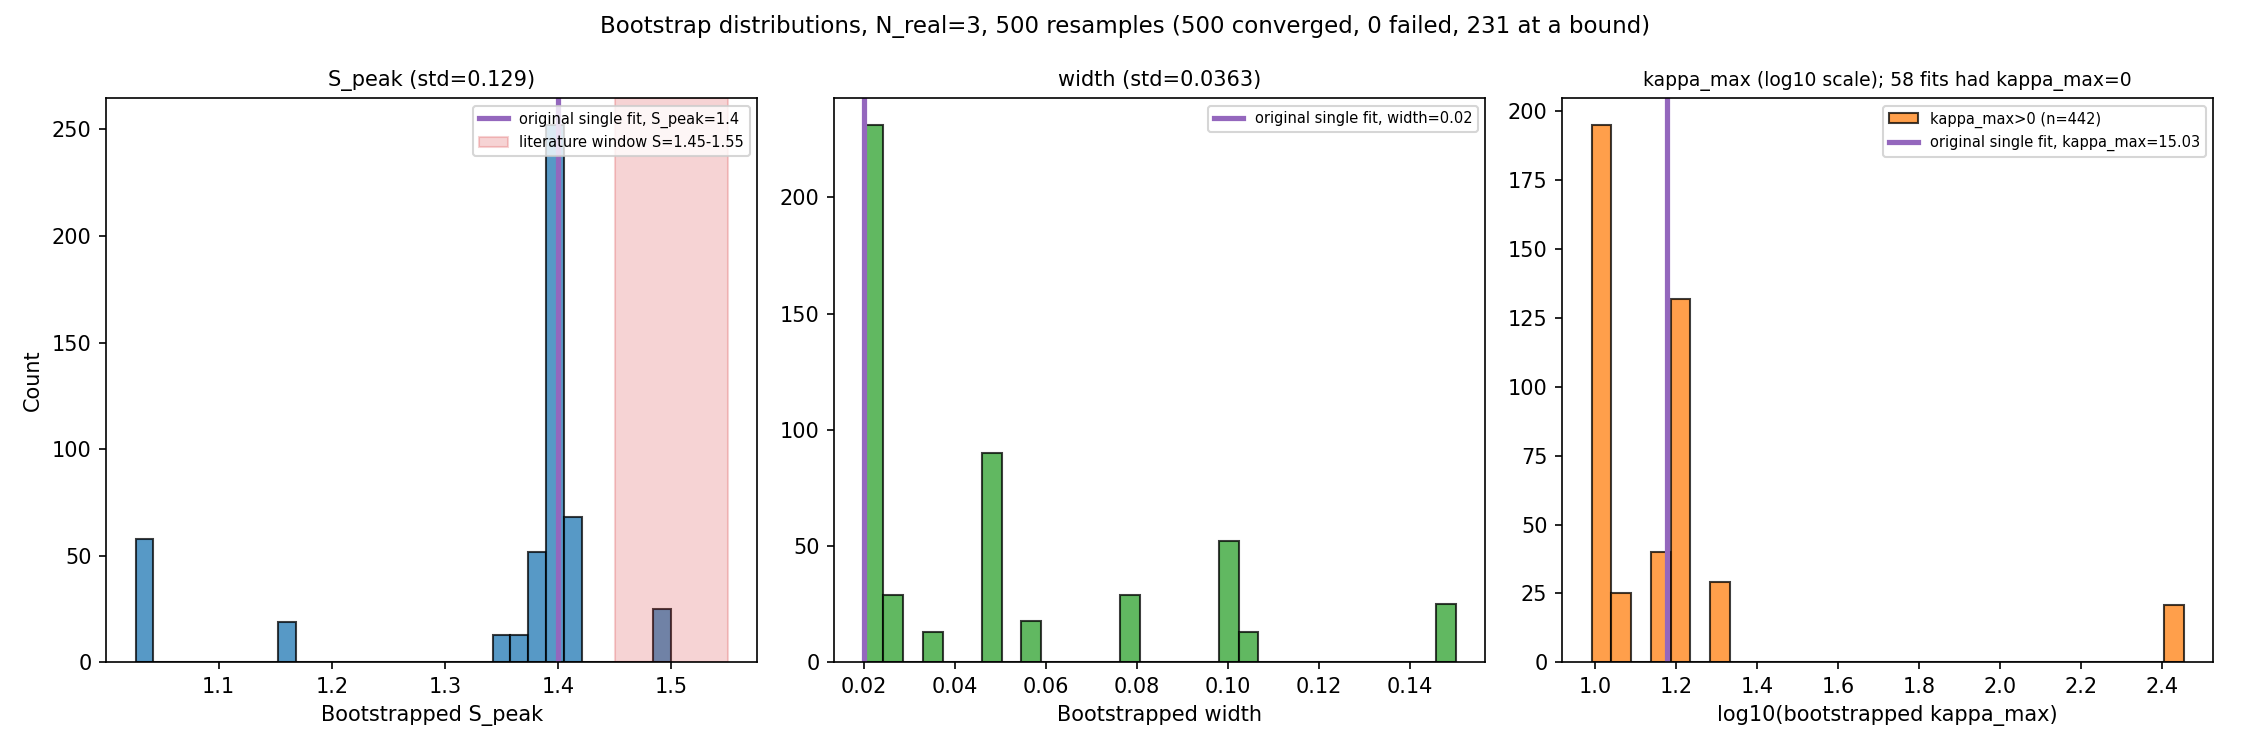 Bootstrap distributions, N_real=3, 500 resamples (500 converged, 0 failed, 231 at a bound)
S_peak (std=0.129)
original single fit, S_peak=1.4
literature window S=1.45-1.55
250
200
150
100
50
0
Count
1.1 1.2 1.3 1.4 1.5
Bootstrapped S_peak
width (std=0.0363)
original single fit, width=0.02
200
150
100
50
0
0.02 0.04 0.06 0.08 0.10 0.12 0.14
Bootstrapped width
kappa_max (log10 scale); 58 fits had kappa_max=0
kappa_max>0 (n=442)
original single fit, kappa_max=15.03
200
175
150
125
100
75
50
25
0
1.0 1.2 1.4 1.6 1.8 2.0 2.2 2.4
log10(bootstrapped kappa_max)